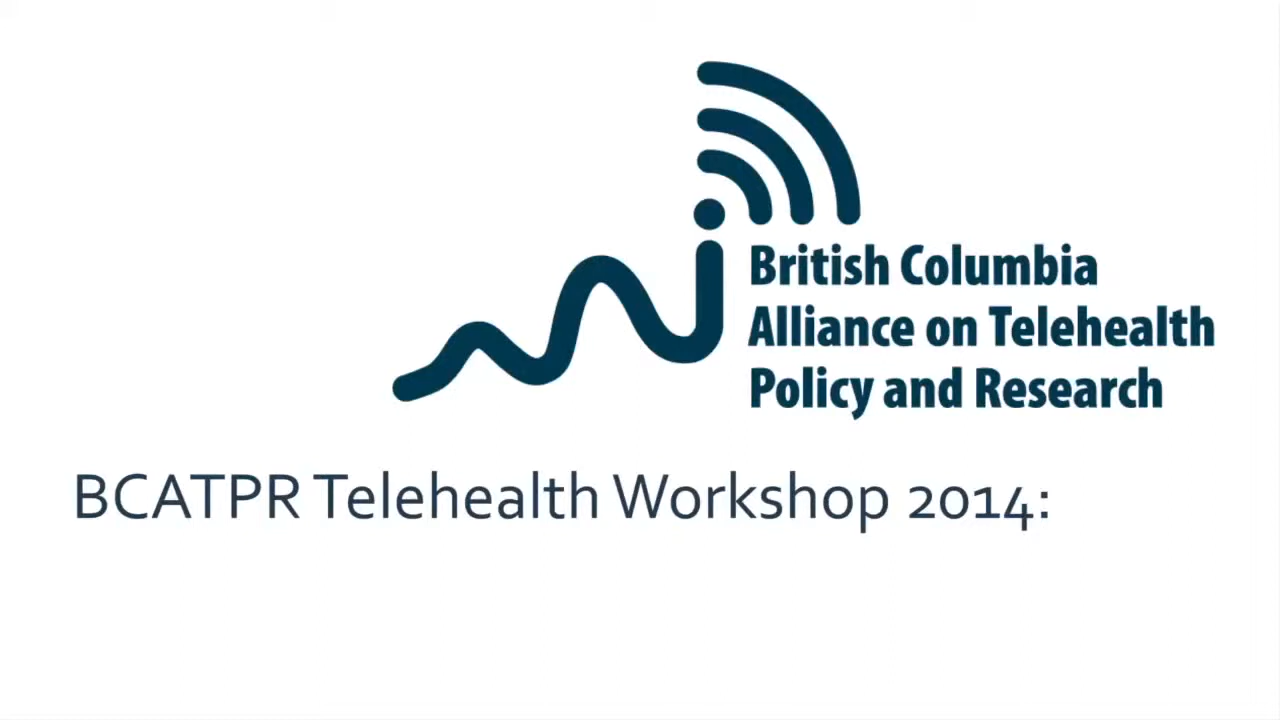 British Columbia
Alliance on Telehealth
Policy and Research
BCATPR Telehealth Workshop 2014: